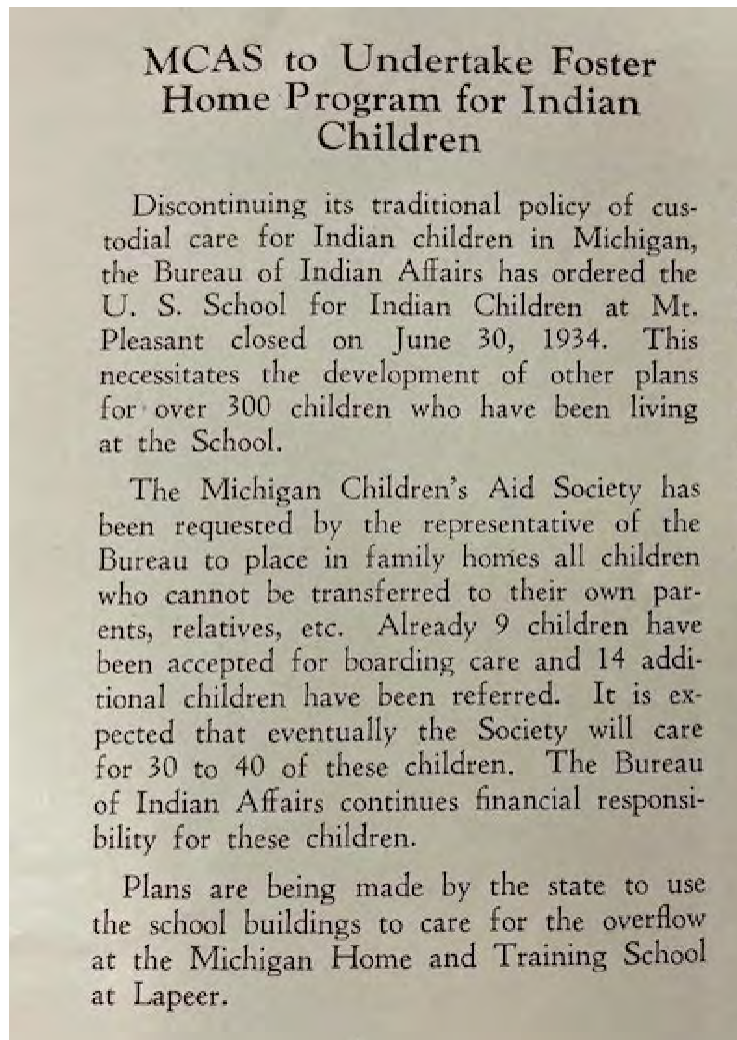 MCAS to Undertake Foster
Home Program for Indian
Children
Discontinuing its traditional policy of cus-
todial care for Indian children in Michigan,
the Bureau of Indian Affairs has ordered the
U. S. School for Indian Children at Mt.
Pleasant closed on June 30, 1934. This
necessitates the development of other plans
for over 300 children who have been living
at the School.
The Michigan Children's Aid Society has
been requested by the representative of the
Bureau to place in family homes all children
who cannot be transferred to their own par-
ents, relatives, etc. Already 9 children have
been accepted for boarding care and 14 addi-
tional children have been referred. It is ex-
pected that eventually the Society will care
for 30 to 40 of these children. The Bureau
of Indian Affairs continues financial responsi-
bility for these children.
Plans are being made by the state to use
the school buildings to care for the overflow
at the Michigan Home and Training School
at Lapeer.